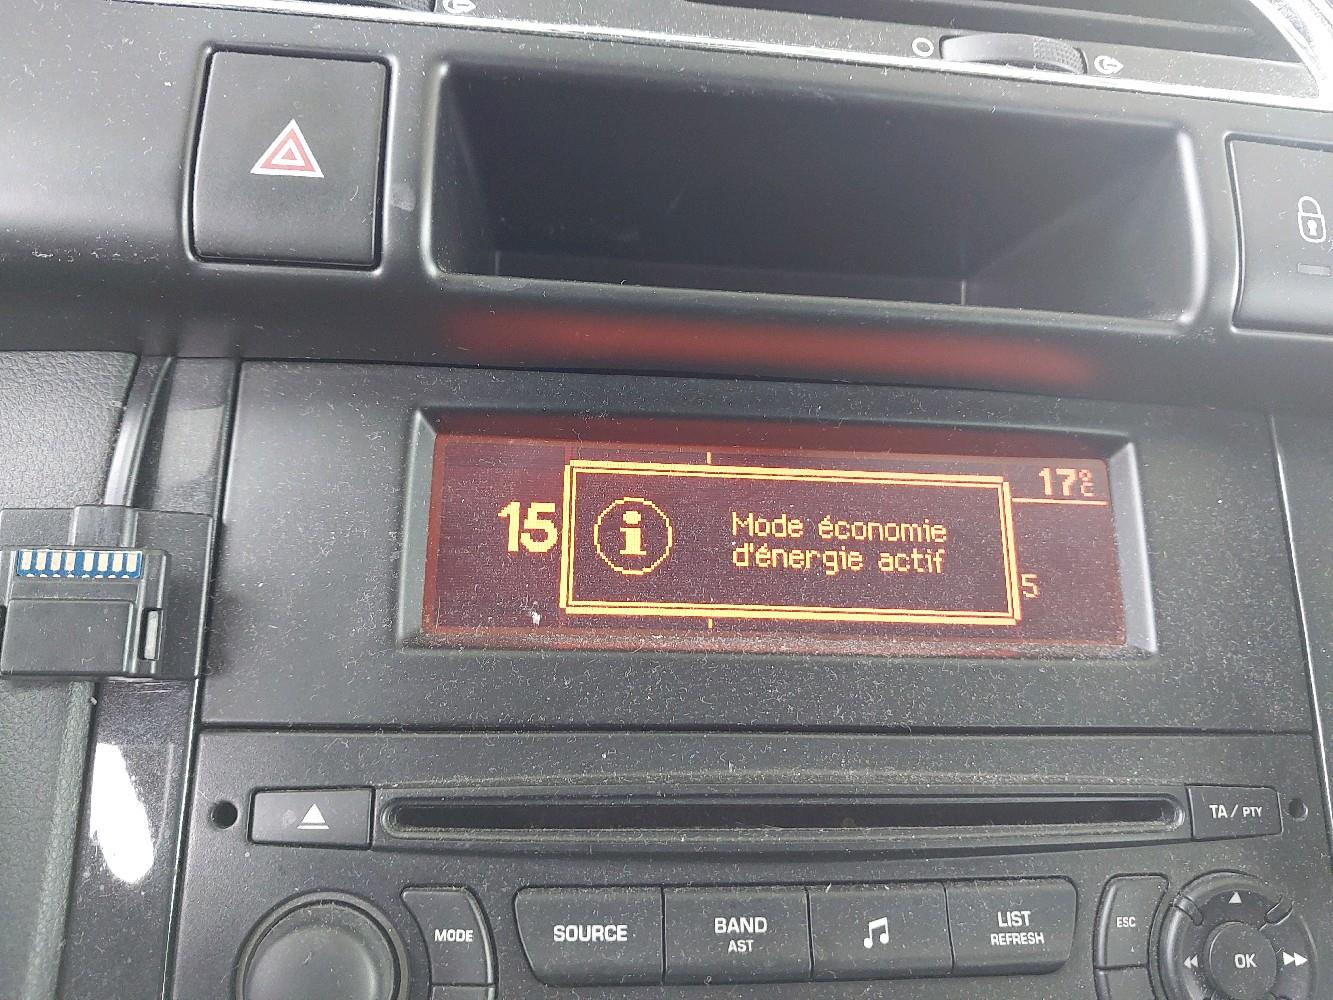 17°C
15
Mode économie
d'énergie actif
5
TA / PTY
MODE
SOURCE
BAND
AST
LIST
REFRESH
ESC
OK